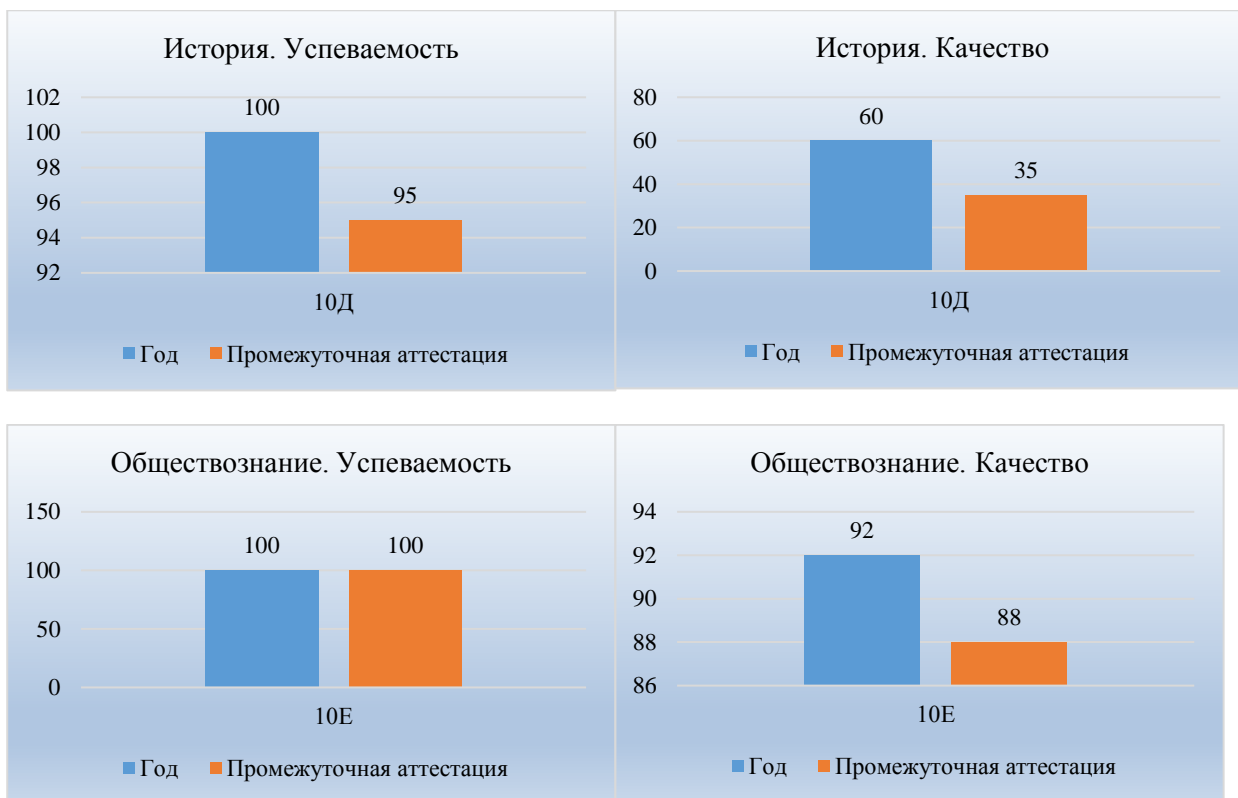 История. Успеваемость
102
100
98
96
94
92
100
95
10Д
Год Промежуточная аттестация
История. Качество
80
60
40
20
0
60
35
10Д
Год Промежуточная аттестация
Обществознание. Успеваемость
150
100
50
0
100 100
10Е
Год Промежуточная аттестация
Обществознание. Качество
94
92
90
88
86
92
88
10Е
Год Промежуточная аттестация